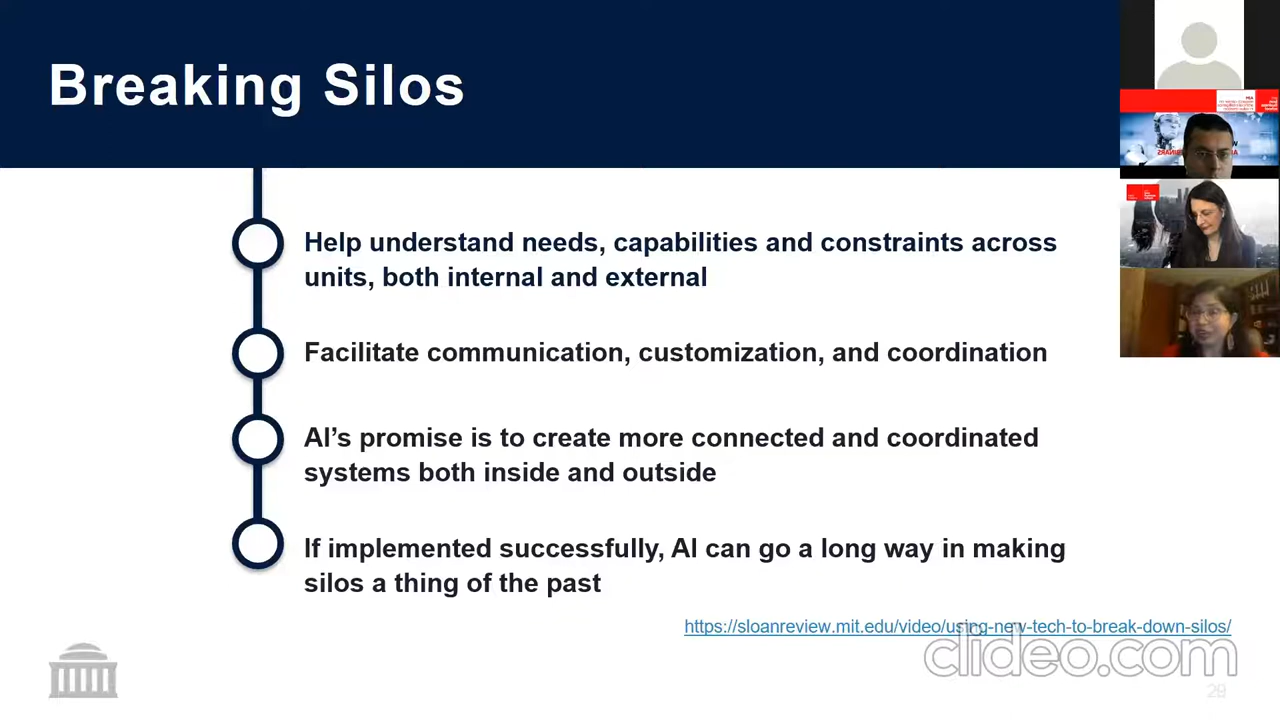 Breaking Silos
Help understand needs, capabilities and constraints across
units, both internal and external
Facilitate communication, customization, and coordination
AI’s promise is to create more connected and coordinated
systems both inside and outside
If implemented successfully, AI can go a long way in making
silos a thing of the past
https://sloanreview.mit.edu/video/using-new-tech-to-break-down-silos/
clideo.com